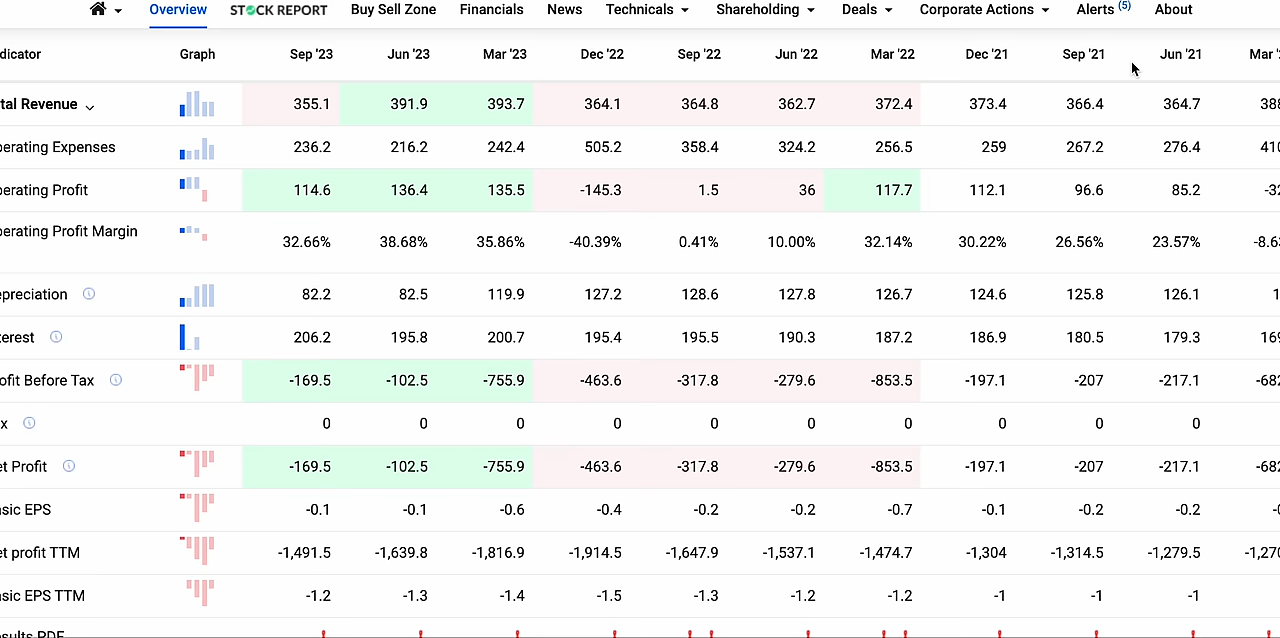 Overview STOCK REPORT Buy Sell Zone Financials News Technicals Shareholding Deals Corporate Actions Alerts (5) About
dicator Graph Sep '23 Jun '23 Mar '23 Dec '22 Sep '22 Jun '22 Mar '22 Dec '21 Sep '21 Jun '21 Mar '
tal Revenue 355.1 391.9 393.7 364.1 364.8 362.7 372.4 373.4 366.4 364.7 388
perating Expenses 236.2 216.2 242.4 505.2 358.4 324.2 256.5 259 267.2 276.4 410
perating Profit 114.6 136.4 135.5 -145.3 1.5 36 117.7 112.1 96.6 85.2 -32
perating Profit Margin 32.66% 38.68% 35.86% -40.39% 0.41% 10.00% 32.14% 30.22% 26.56% 23.57% -8.63
epreciation 82.2 82.5 119.9 127.2 128.6 127.8 126.7 124.6 125.8 126.1 1
terest 206.2 195.8 200.7 195.4 195.5 190.3 187.2 186.9 180.5 179.3 169
ofit Before Tax -169.5 -102.5 -755.9 -463.6 -317.8 -279.6 -853.5 -197.1 -207 -217.1 -682
x 0 0 0 0 0 0 0 0 0 0
et Profit -169.5 -102.5 -755.9 -463.6 -317.8 -279.6 -853.5 -197.1 -207 -217.1 -682
sic EPS -0.1 -0.1 -0.6 -0.4 -0.2 -0.2 -0.7 -0.1 -0.2 -0.2 -0
et profit TTM -1,491.5 -1,639.8 -1,816.9 -1,914.5 -1,647.9 -1,537.1 -1,474.7 -1,304 -1,314.5 -1,279.5 -1,270
sic EPS TTM -1.2 -1.3 -1.4 -1.5 -1.3 -1.2 -1.2 -1 -1 -1
sults PDF